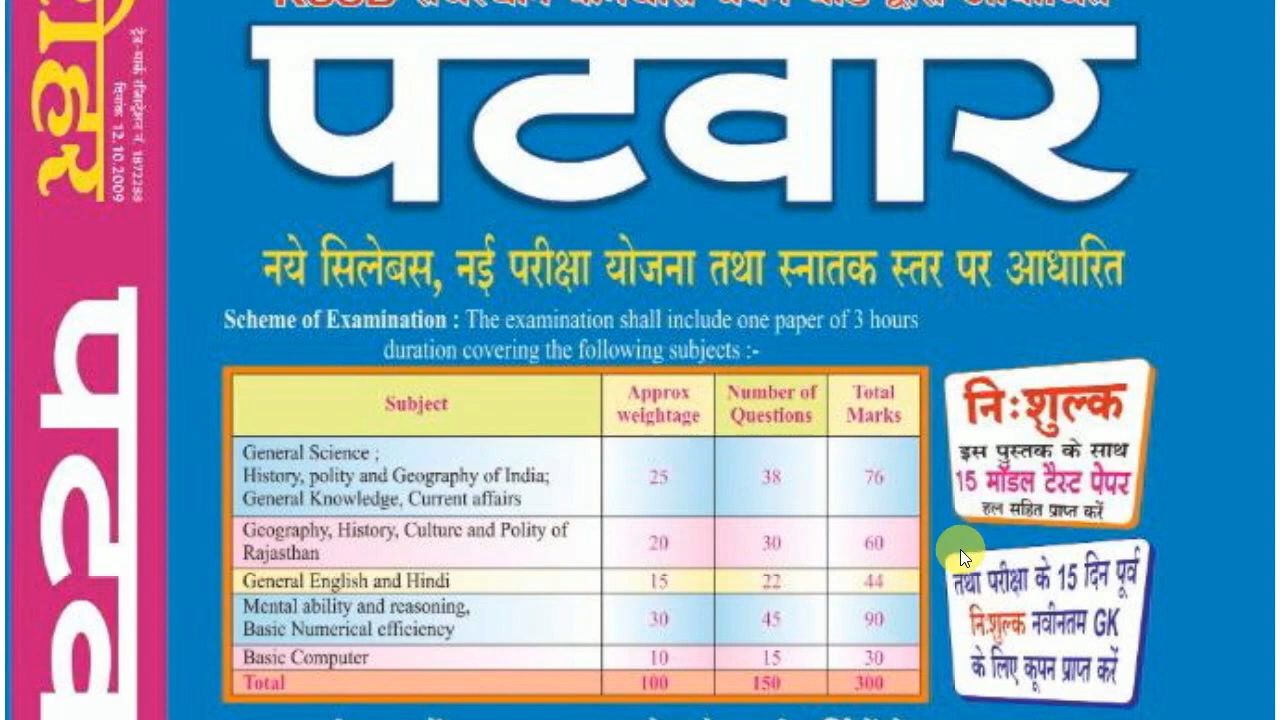 पटवार
नये सिलेबस, नई परीक्षा योजना तथा स्नातक स्तर पर आधारित
Scheme of Examination : The examination shall include one paper of 3 hours
duration covering the following subjects :-
Subject Approx weightage Number of Questions Total Marks
General Science ;
History, polity and Geography of India;
General Knowledge, Current affairs 25 38 76
Geography, History, Culture and Polity of
Rajasthan 20 30 60
General English and Hindi 15 22 44
Mental ability and reasoning,
Basic Numerical efficiency 30 45 90
Basic Computer 10 15 30
Total 100 150 300
निःशुल्क
इस पुस्तक के साथ
15 मॉडल टैस्ट पेपर
हल सहित प्राप्त करें
तथा परीक्षा के 15 दिन पूर्व
निःशुल्क नवीनतम GK
के लिए कूपन प्राप्त करें
ट्रेड-मार्क रजिस्ट्रेशन नं. 1872288
दिनांक 12.10.2009